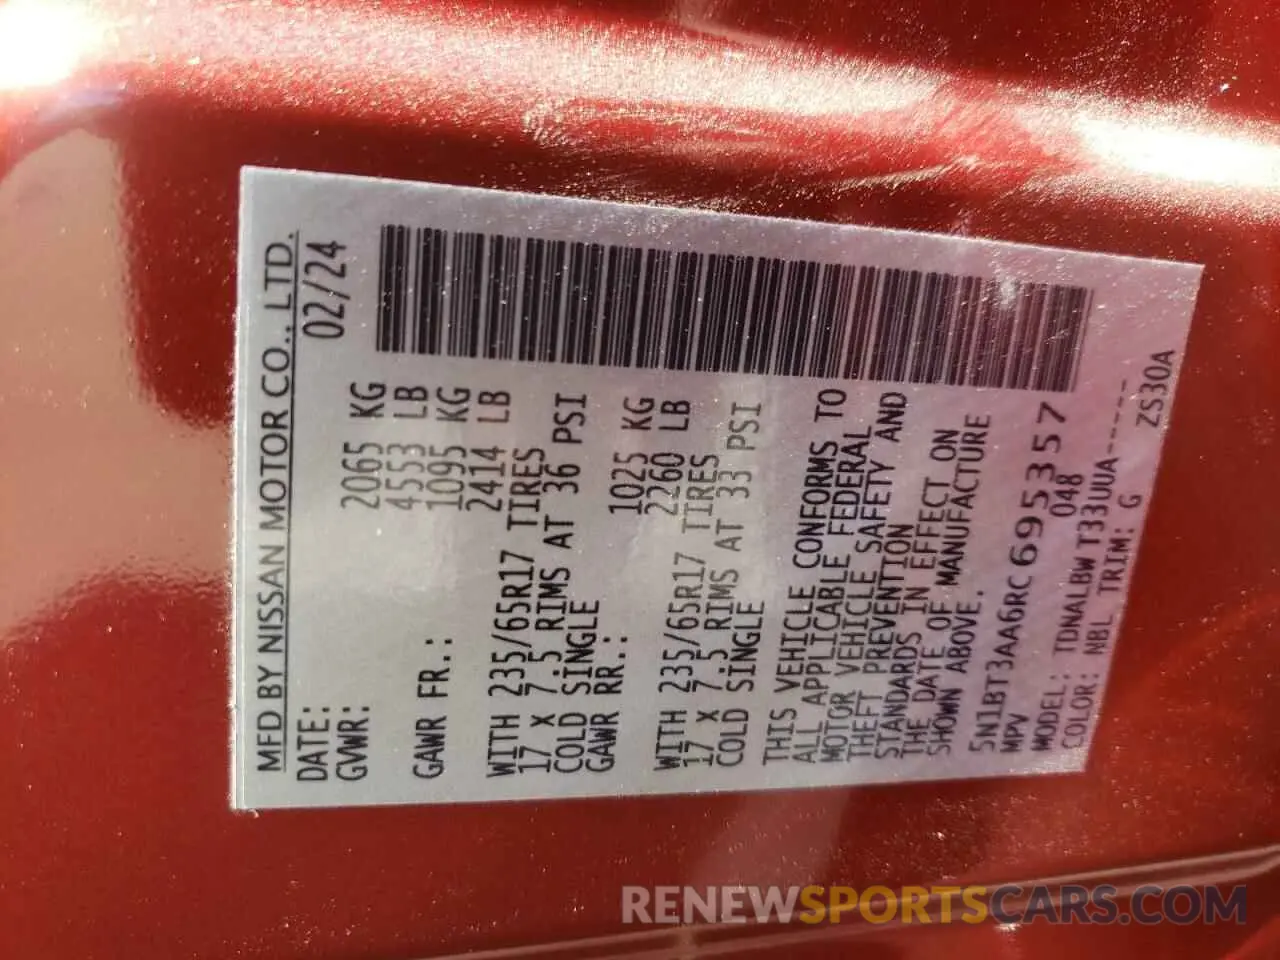 MFD BY NISSAN MOTOR CO., LTD.
DATE: 02/24
GVWR: 2065 KG
4553 LB
GAWR FR.: 1095 KG
2414 LB
WITH 235/65R17 TIRES
17 X 7.5 RIMS AT 36 PSI
COLD SINGLE
GAWR RR.: 1025 KG
2260 LB
WITH 235/65R17 TIRES
17 X 7.5 RIMS AT 33 PSI
COLD SINGLE
THIS VEHICLE CONFORMS TO
ALL APPLICABLE FEDERAL
MOTOR VEHICLE SAFETY AND
THEFT PREVENTION
STANDARDS IN EFFECT ON
THE DATE OF MANUFACTURE
SHOWN ABOVE.
5N1BT3AA6RC695357
MPV 048
MODEL: TDNALBW T33UUA------
COLOR: NBL TRIM: G ZS30A
RENEWSPORTSCARS.COM